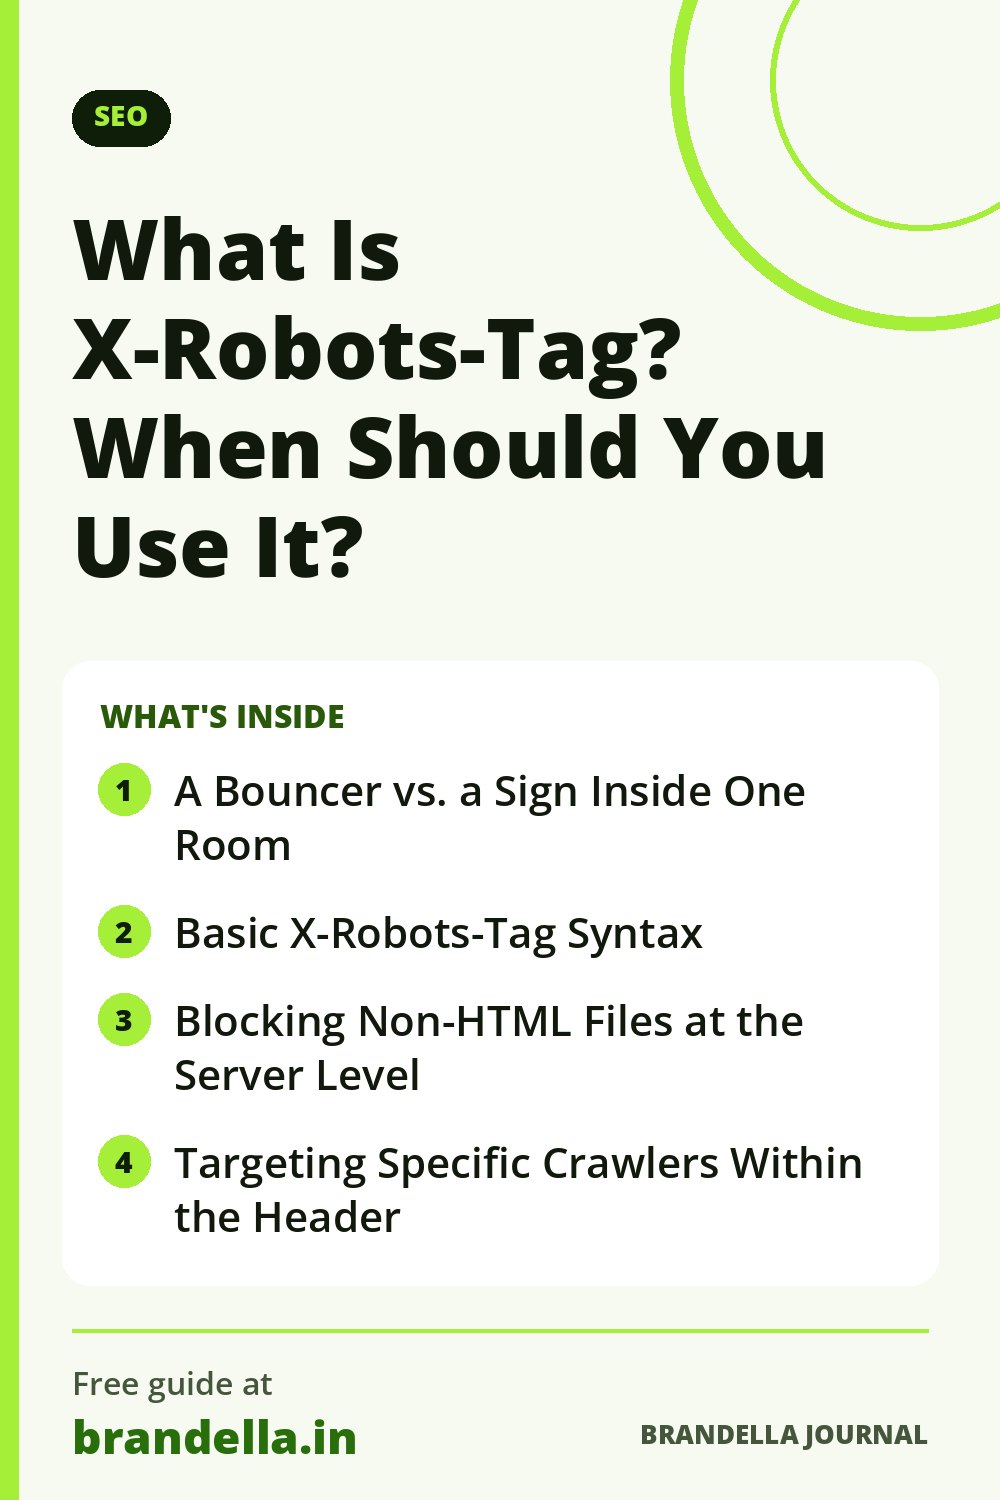 SEO
What Is
X-Robots-Tag?
When Should You
Use It?
WHAT'S INSIDE
1 A Bouncer vs. a Sign Inside One
Room
2 Basic X-Robots-Tag Syntax
3 Blocking Non-HTML Files at the
Server Level
4 Targeting Specific Crawlers Within
the Header
Free guide at
brandella.in
BRANDELLA JOURNAL